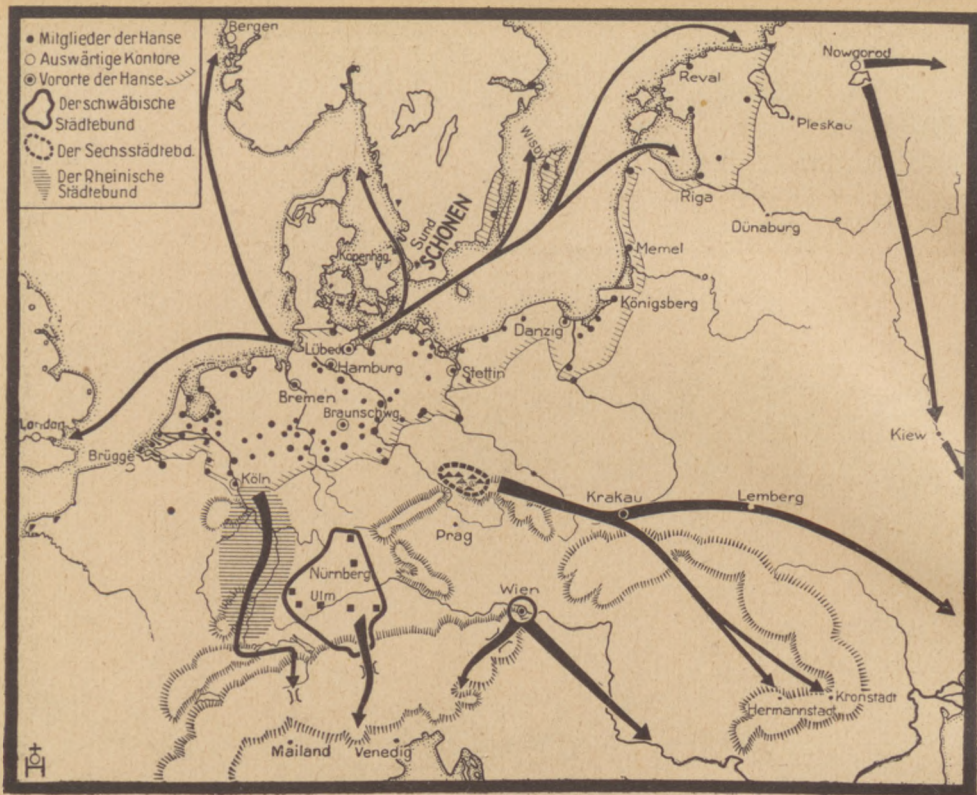 Mitglieder der Hanse
Auswärtige Kontore
Vororte der Hanse
Der schwäbische
Städtebund
Der Sechsstädtebd.
Der Rheinische
Städtebund
Bergen
Nowgorod
Reval
Pleskau
Wisby
Riga
Dünaburg
Sund
SCHONEN
Kopenhag.
Memel
Königsberg
Danzig
Lübeck
Hamburg
Stettin
Bremen
Braunschwg.
London
Brügge
Kiew
Köln
Krakau
Lemberg
Prag
Nürnberg
Ulm
Wien
Kronstadt
Hermannstadt
Mailand
Venedig